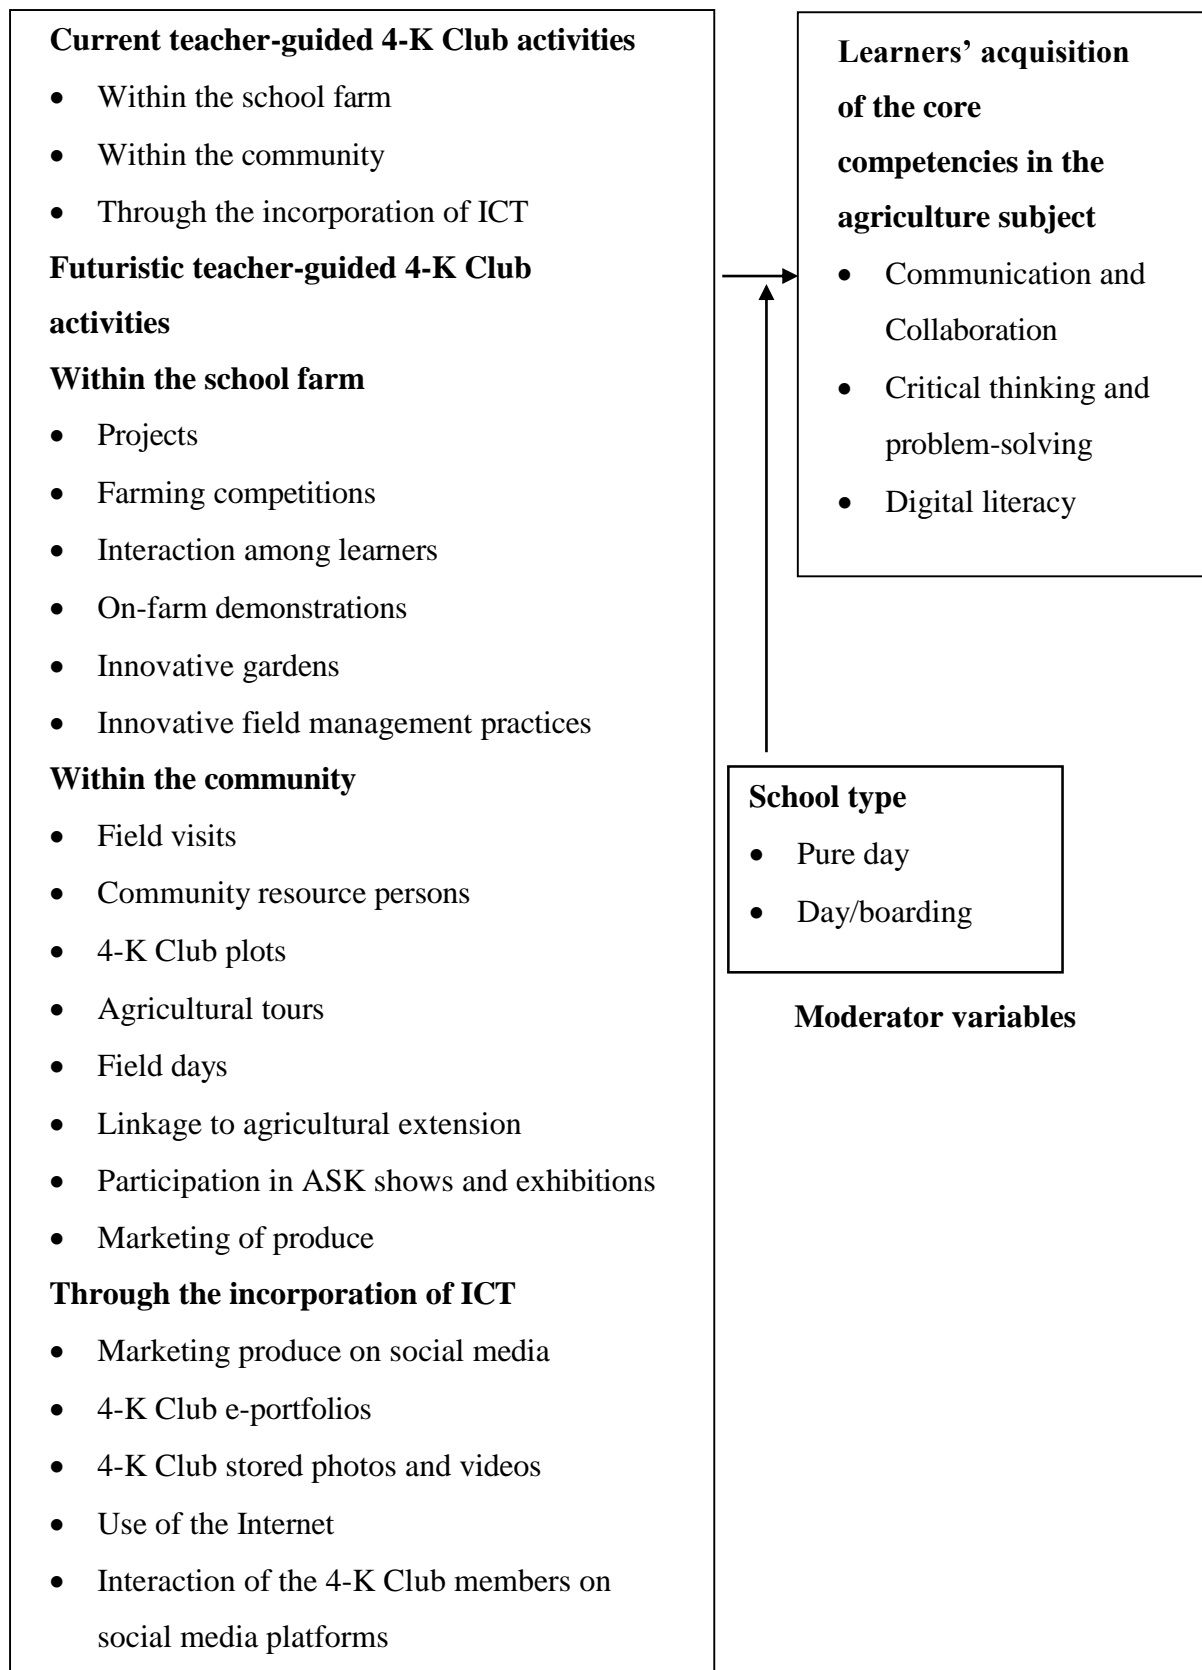 Current teacher-guided 4-K Club activities
• Within the school farm
• Within the community
• Through the incorporation of ICT
Futuristic teacher-guided 4-K Club
activities
Within the school farm
• Projects
• Farming competitions
• Interaction among learners
• On-farm demonstrations
• Innovative gardens
• Innovative field management practices
Within the community
• Field visits
• Community resource persons
• 4-K Club plots
• Agricultural tours
• Field days
• Linkage to agricultural extension
• Participation in ASK shows and exhibitions
• Marketing of produce
Through the incorporation of ICT
• Marketing produce on social media
• 4-K Club e-portfolios
• 4-K Club stored photos and videos
• Use of the Internet
• Interaction of the 4-K Club members on
social media platforms
Learners’ acquisition
of the core
competencies in the
agriculture subject
• Communication and
Collaboration
• Critical thinking and
problem-solving
• Digital literacy
School type
• Pure day
• Day/boarding
Moderator variables